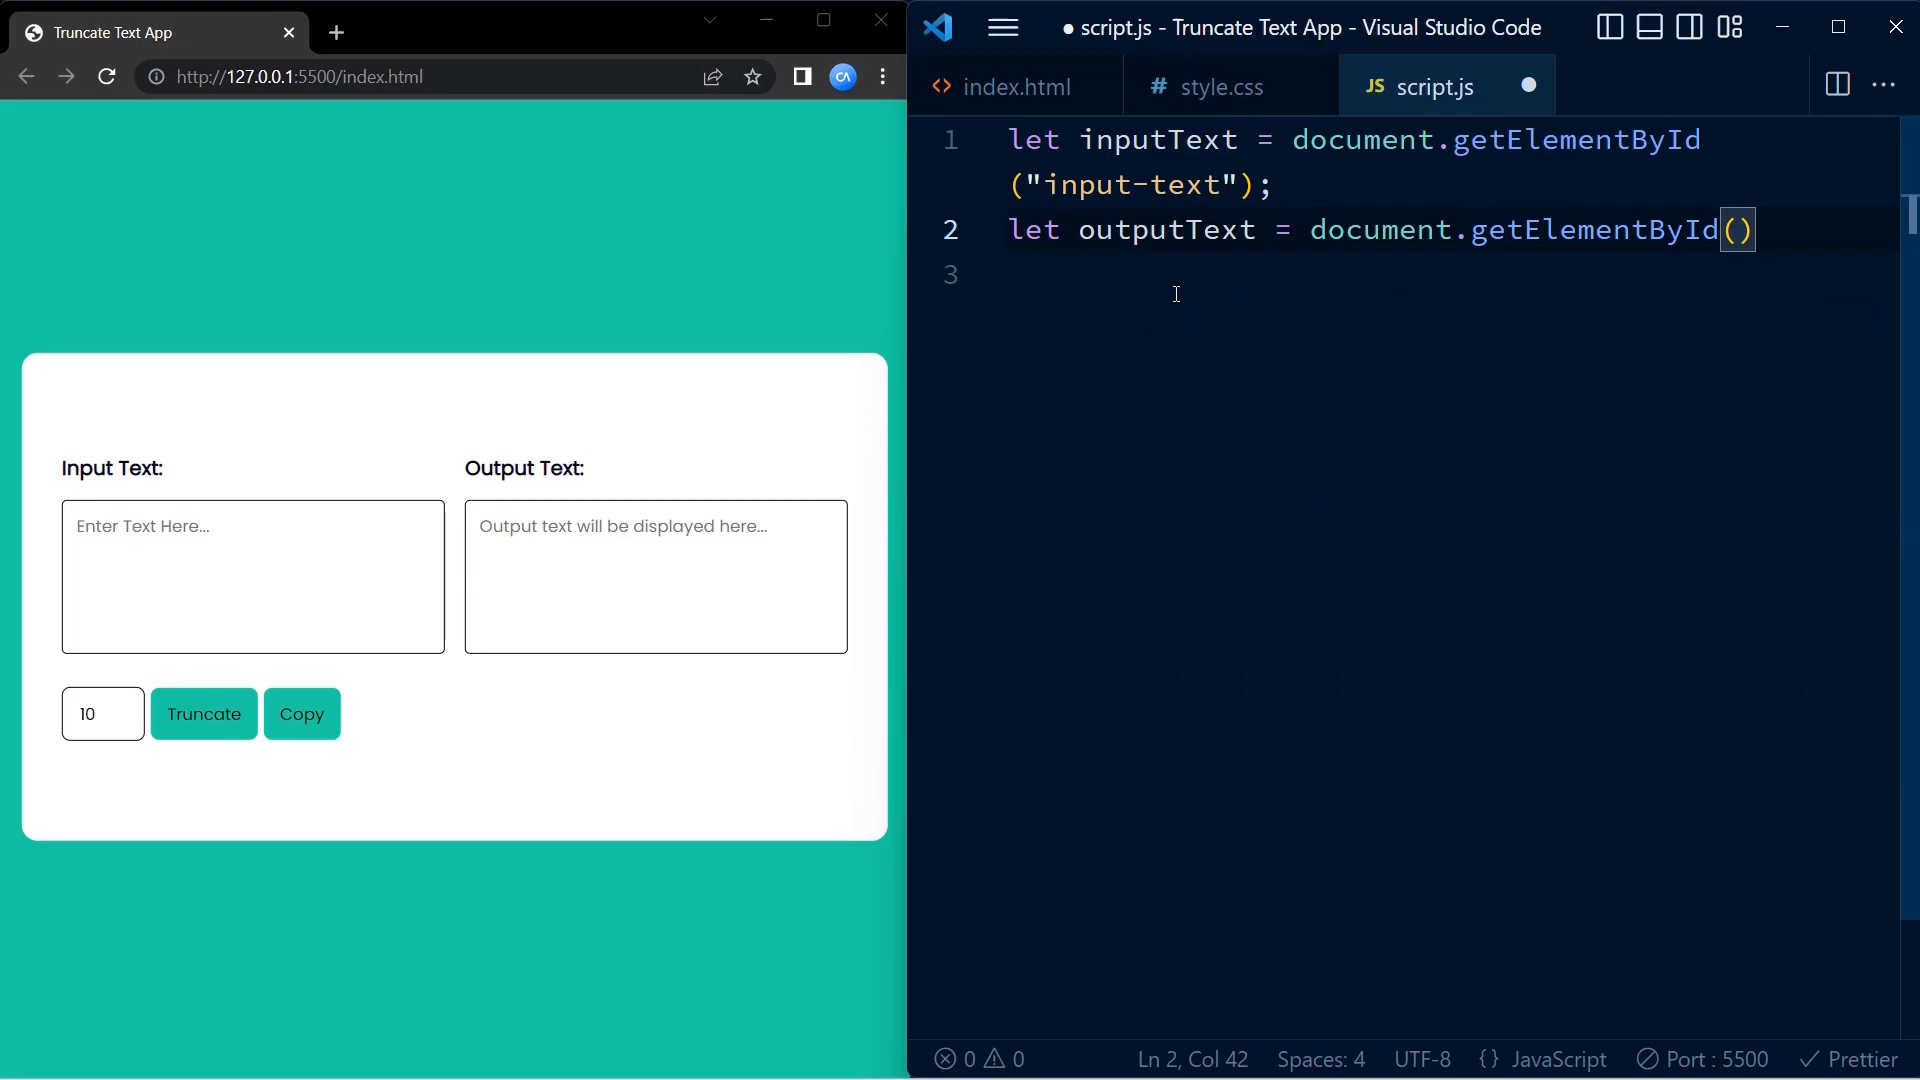 Truncate Text App
http://127.0.0.1:5500/index.html
CA
Input Text:
Output Text:
Enter Text Here...
Output text will be displayed here...
10
Truncate
Copy
● script.js - Truncate Text App - Visual Studio Code
<> index.html
# style.css
JS script.js
1 let inputText = document.getElementById
("input-text");
2 let outputText = document.getElementById()
3
0 0
Ln 2, Col 42
Spaces: 4
UTF-8
{} JavaScript
Port : 5500
Prettier